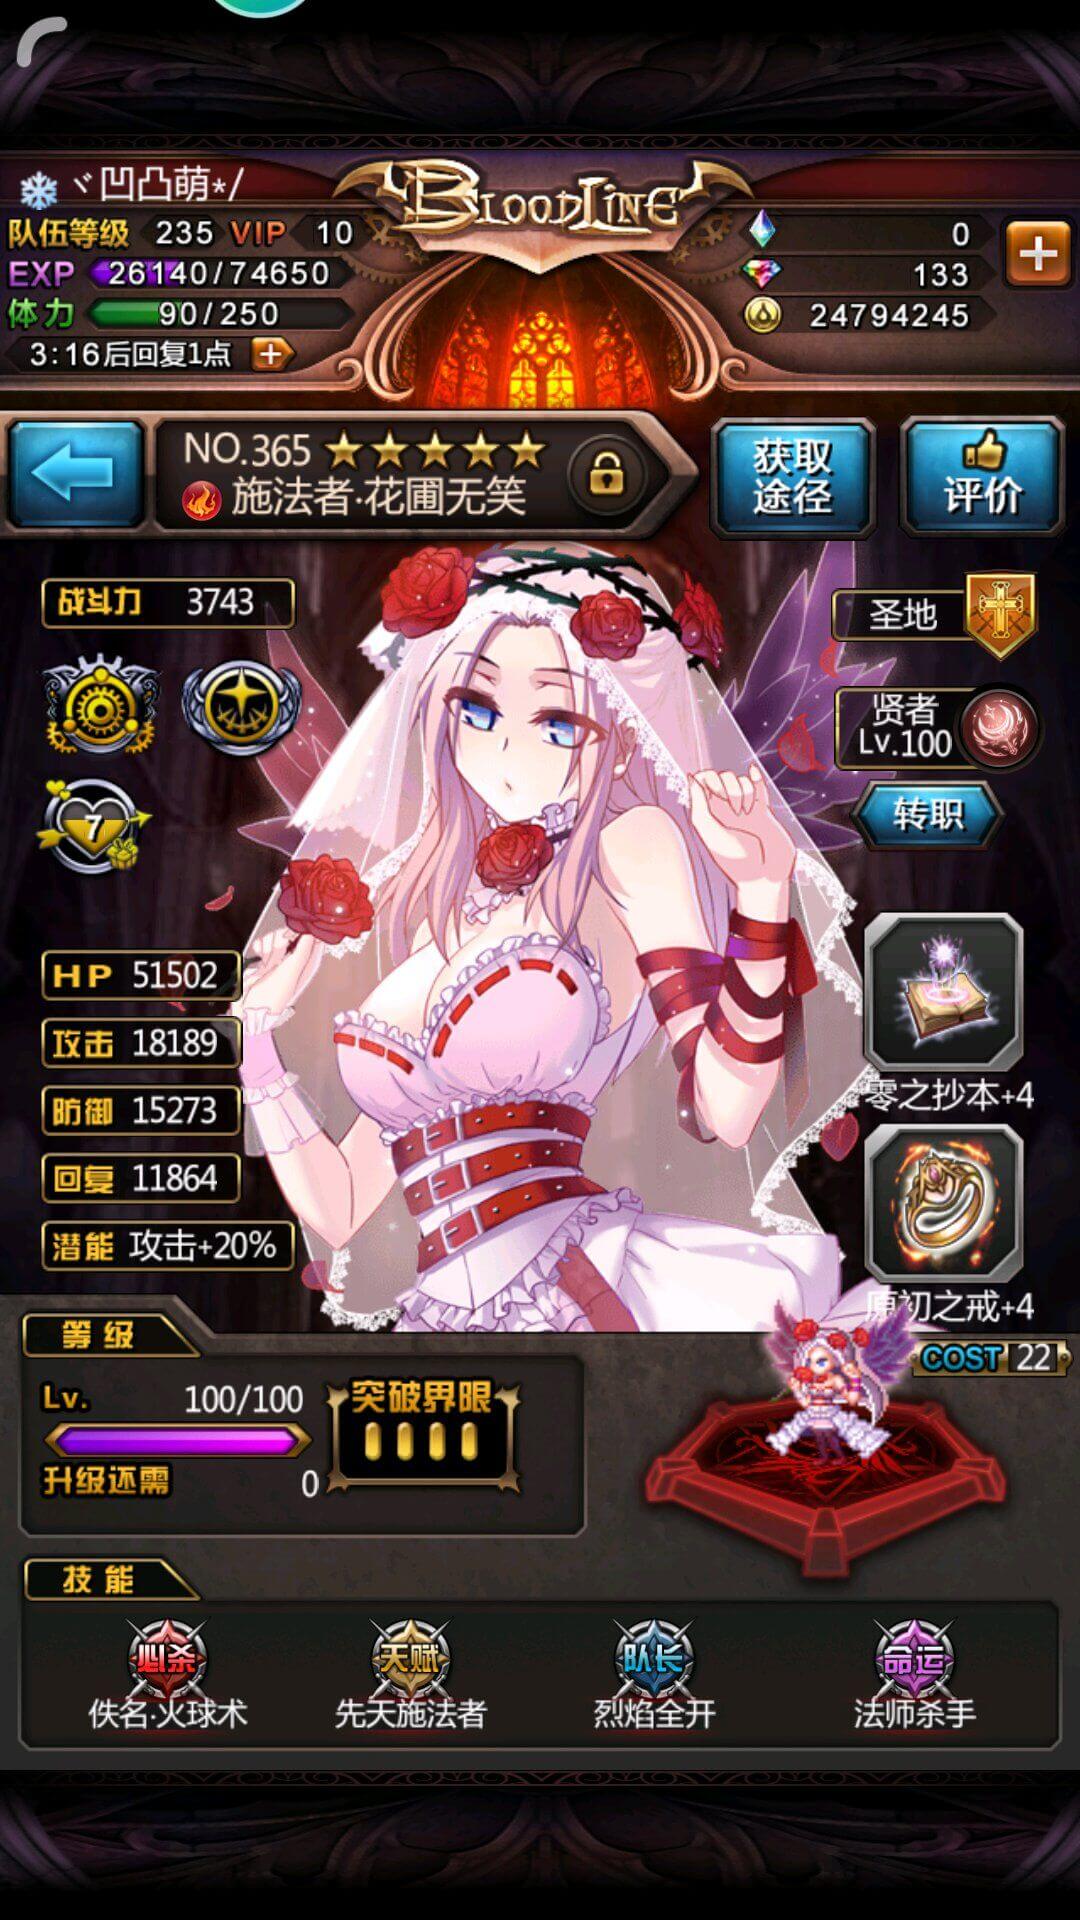 ヾ凹凸萌*/
BLOODLINE
队伍等级 235 VIP 10
0
EXP 26140/74650
133
体力 90/250
24794245
3:16后回复1点
NO.365
施法者·花圃无笑
获取
途径
评价
战斗力 3743
圣地
贤者
Lv.100
转职
7
HP 51502
攻击 18189
防御 15273
回复 11864
潜能 攻击+20%
零之抄本+4
原初之戒+4
COST 22
等级
Lv. 100/100
突破界限
升级还需 0
技能
必杀 天赋 队长 命运
佚名·火球术 先天施法者 烈焰全开 法师杀手